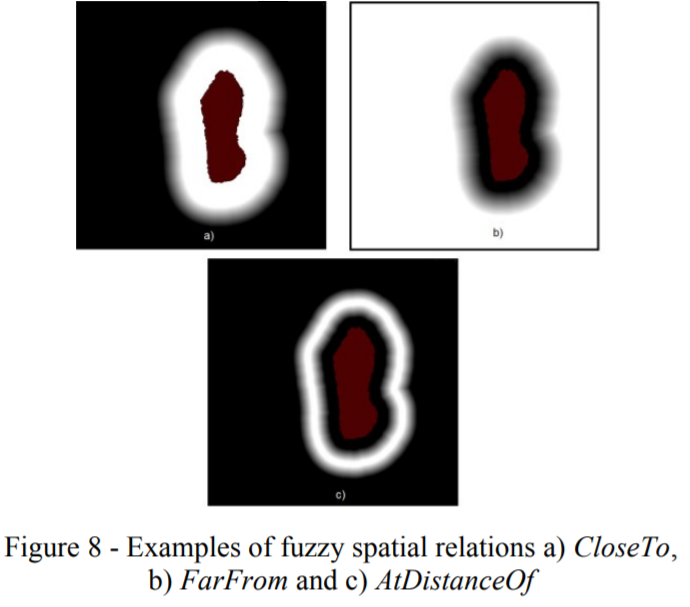 a)
b)
c)
Figure 8 - Examples of fuzzy spatial relations a) CloseTo,
b) FarFrom and c) AtDistanceOf